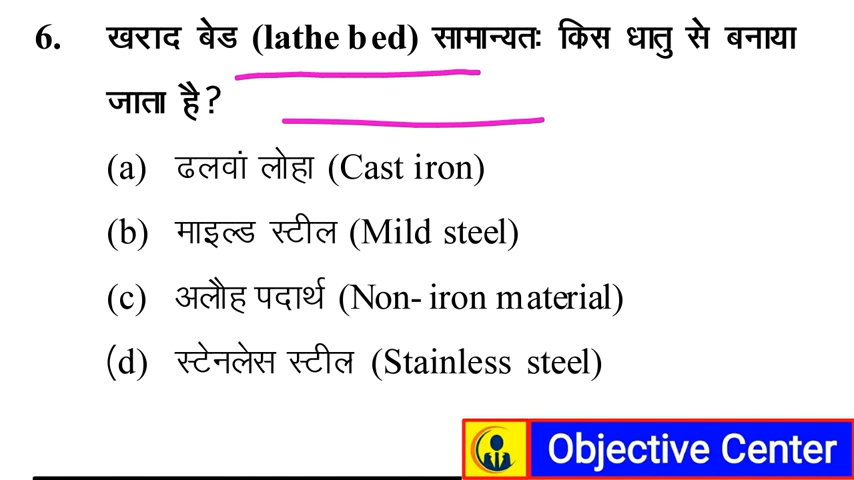 6. खराद बेड (lathe bed) सामान्यतः किस धातु से बनाया
जाता है?
(a) ढलवां लोहा (Cast iron)
(b) माइल्ड स्टील (Mild steel)
(c) अलौह पदार्थ (Non- iron material)
(d) स्टेनलेस स्टील (Stainless steel)
Objective Center